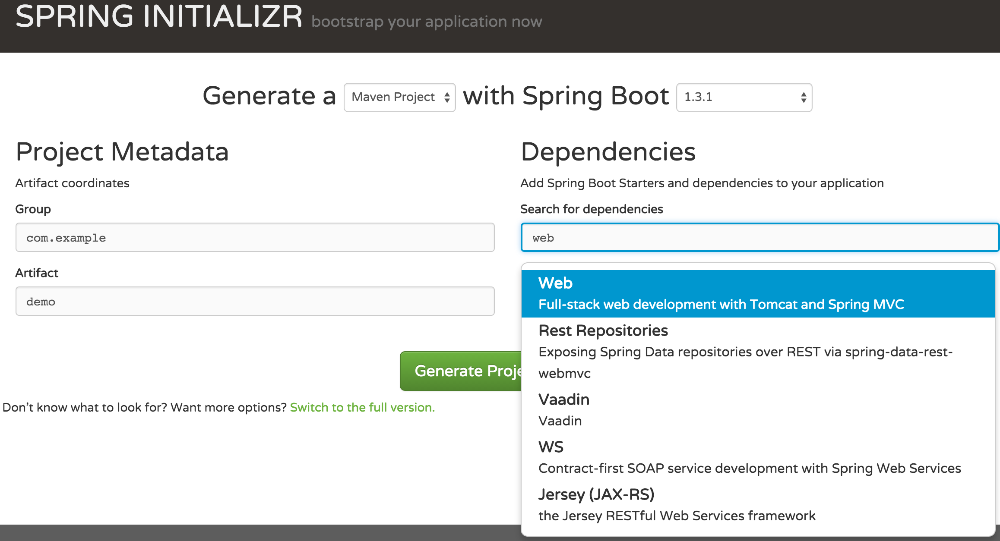 SPRING INITIALIZR bootstrap your application now
Generate a Maven Project with Spring Boot 1.3.1
Project Metadata
Artifact coordinates
Group
com.example
Artifact
demo
Dependencies
Add Spring Boot Starters and dependencies to your application
Search for dependencies
web
Web
Full-stack web development with Tomcat and Spring MVC
Rest Repositories
Exposing Spring Data repositories over REST via spring-data-rest-
webmvc
Vaadin
Vaadin
WS
Contract-first SOAP service development with Spring Web Services
Jersey (JAX-RS)
the Jersey RESTful Web Services framework
Generate Proje
Don't know what to look for? Want more options? Switch to the full version.